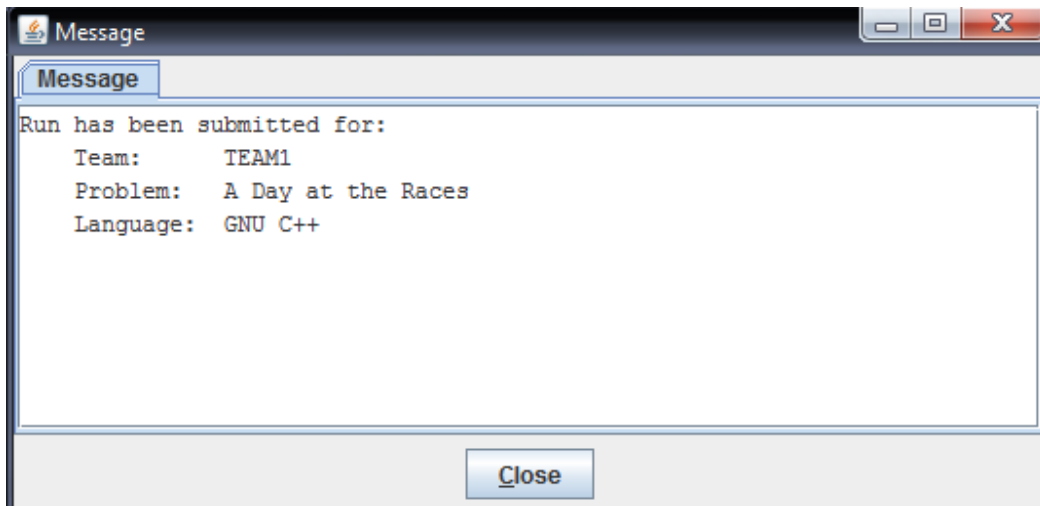 Message
Message
Run has been submitted for:
Team: TEAM1
Problem: A Day at the Races
Language: GNU C++
Close